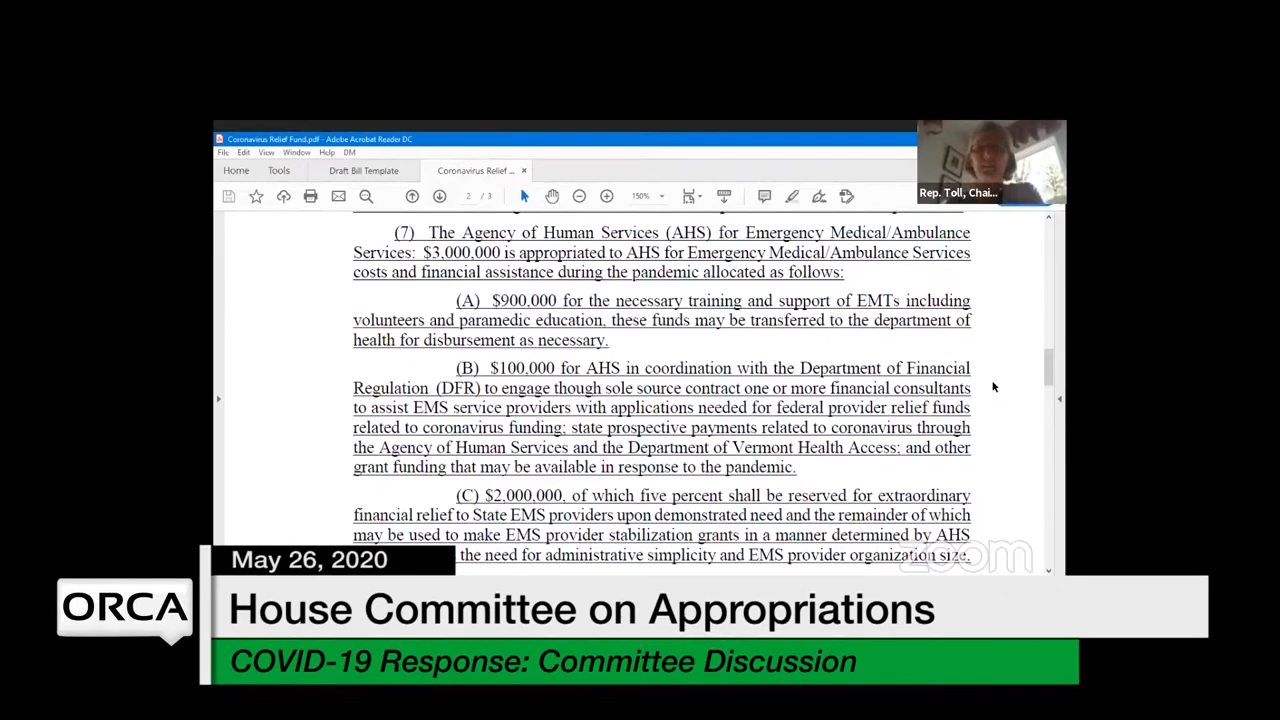 Coronavirus Relief Fund.pdf - Adobe Acrobat Reader DC
File Edit View Window Help DM
Home Tools Draft Bill Template Coronavirus Relief ... ×
2 / 3 150%
Rep. Toll, Chai...
(7) The Agency of Human Services (AHS) for Emergency Medical/Ambulance
Services: $3,000,000 is appropriated to AHS for Emergency Medical/Ambulance Services
costs and financial assistance during the pandemic allocated as follows:
(A) $900,000 for the necessary training and support of EMTs including
volunteers and paramedic education, these funds may be transferred to the department of
health for disbursement as necessary.
(B) $100,000 for AHS in coordination with the Department of Financial
Regulation (DFR) to engage though sole source contract one or more financial consultants
to assist EMS service providers with applications needed for federal provider relief funds
related to coronavirus funding; state prospective payments related to coronavirus through
the Agency of Human Services and the Department of Vermont Health Access; and other
grant funding that may be available in response to the pandemic.
(C) $2,000,000, of which five percent shall be reserved for extraordinary
financial relief to State EMS providers upon demonstrated need and the remainder of which
may be used to make EMS provider stabilization grants in a manner determined by AHS
the need for administrative simplicity and EMS provider organization size.
zoom
May 26, 2020
ORCA
House Committee on Appropriations
COVID-19 Response: Committee Discussion